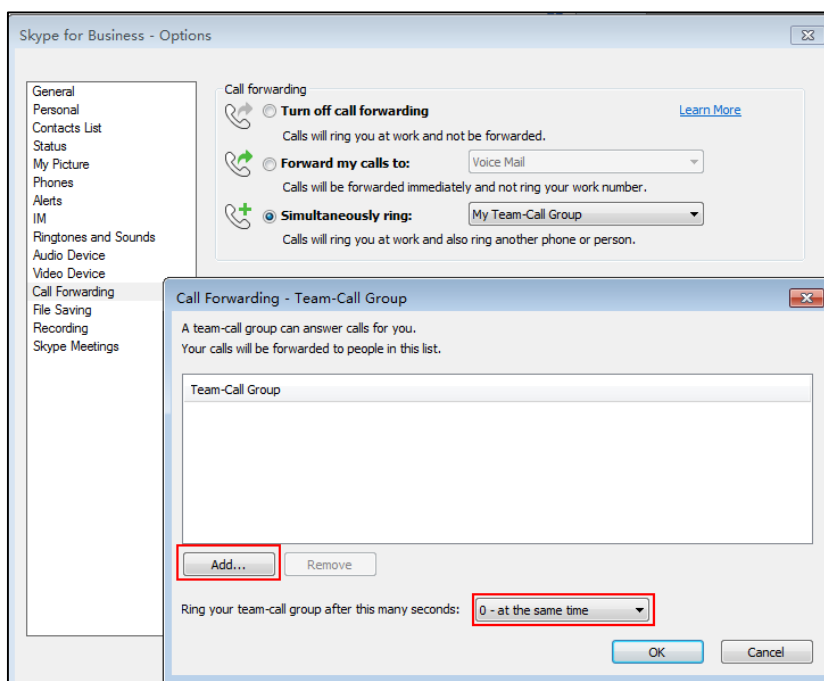 Skype for Business - Options
General
Personal
Contacts List
Status
My Picture
Phones
Alerts
IM
Ringtones and Sounds
Audio Device
Video Device
Call Forwarding
File Saving
Recording
Skype Meetings
Call forwarding
Turn off call forwarding
Learn More
Calls will ring you at work and not be forwarded.
Forward my calls to:
Voice Mail
Calls will be forwarded immediately and not ring your work number.
Simultaneously ring:
My Team-Call Group
Calls will ring you at work and also ring another phone or person.
Call Forwarding - Team-Call Group
A team-call group can answer calls for you.
Your calls will be forwarded to people in this list.
Team-Call Group
Add...
Remove
Ring your team-call group after this many seconds:
0 - at the same time
OK
Cancel